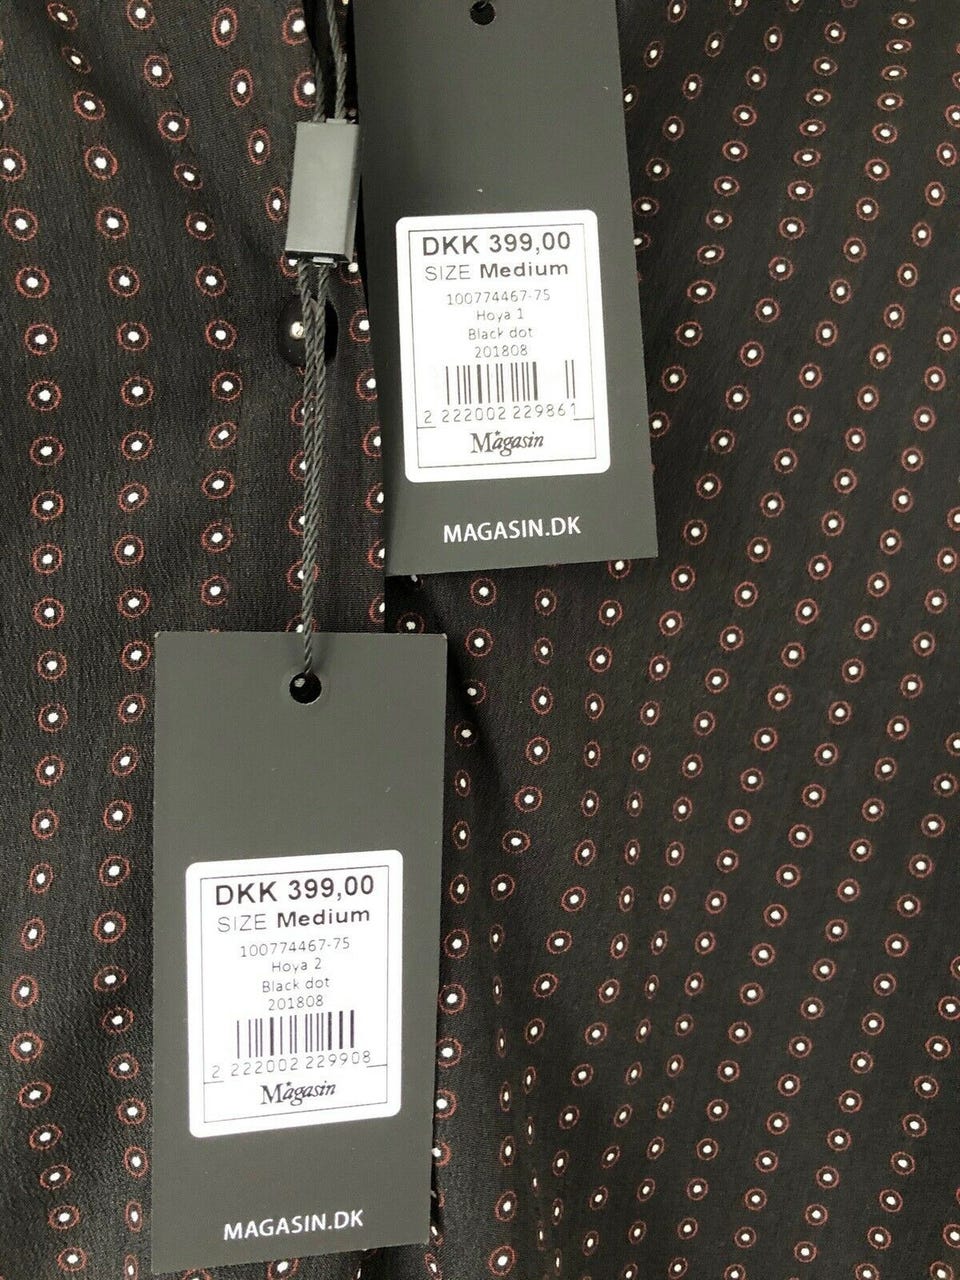 DKK 399,00
SIZE Medium
100774467-75
Hoya 1
Black dot
201808
2 222002 229861
Magasin
MAGASIN.DK
DKK 399,00
SIZE Medium
100774467-75
Hoya 2
Black dot
201808
2 222002 229908
Magasin
MAGASIN.DK